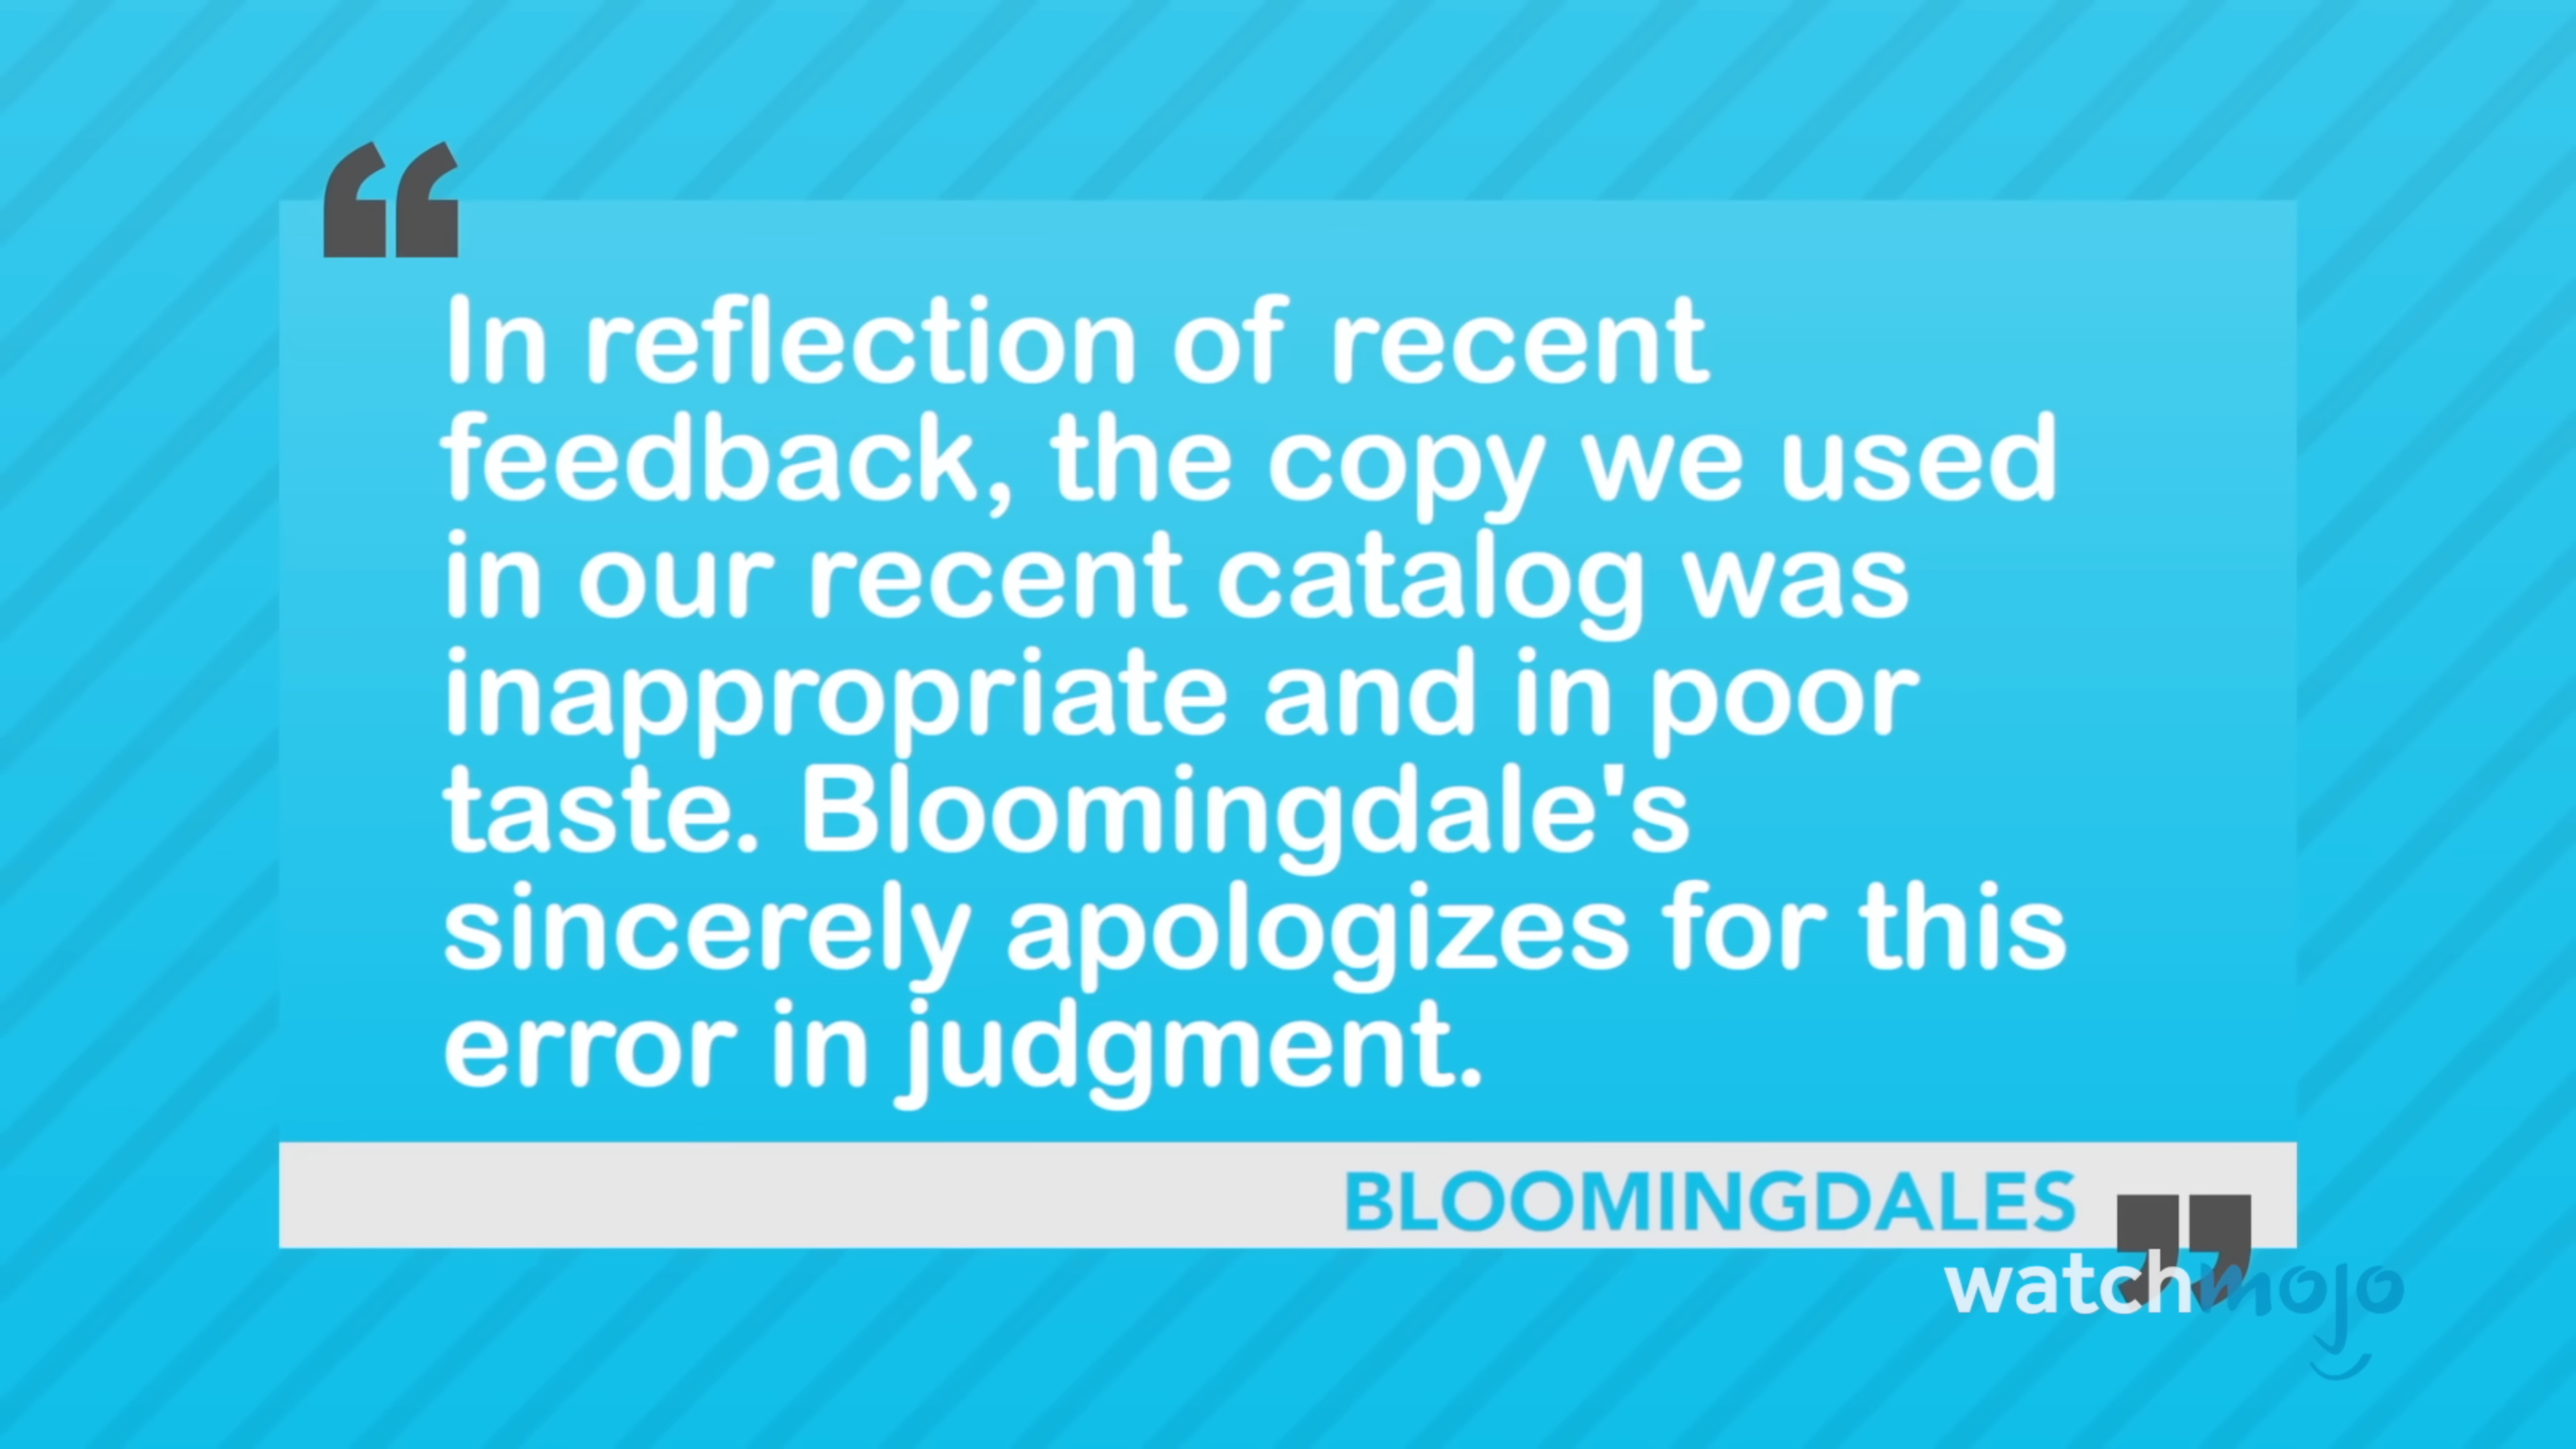 “
In reflection of recent
feedback, the copy we used
in our recent catalog was
inappropriate and in poor
taste. Bloomingdale's
sincerely apologizes for this
error in judgment.
BLOOMINGDALES
”
watchmojo